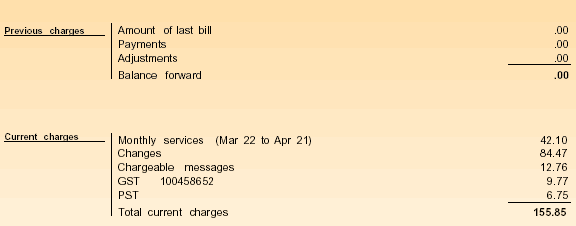 Previous charges Amount of last bill .00
Payments .00
Adjustments .00
Balance forward .00
Current charges Monthly services (Mar 22 to Apr 21) 42.10
Changes 84.47
Chargeable messages 12.76
GST 100458652 9.77
PST 6.75
Total current charges 155.85